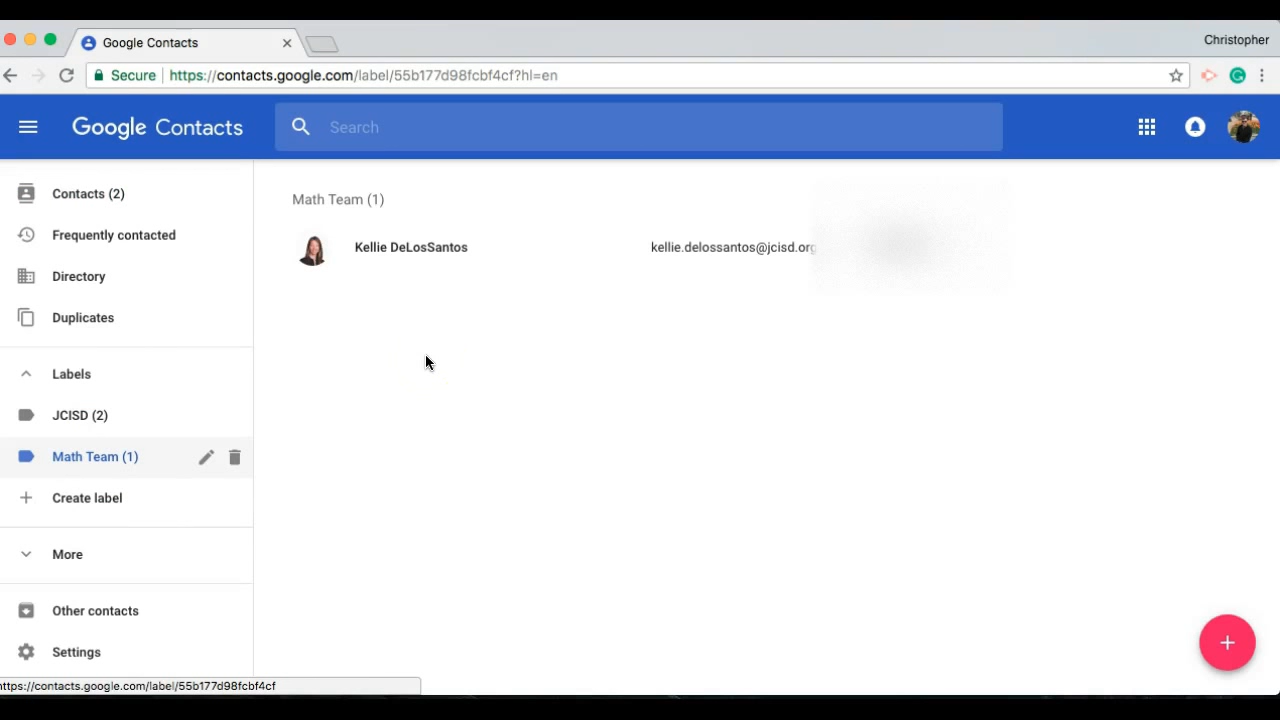 Google Contacts
Christopher
Secure https://contacts.google.com/label/55b177d98fcbf4cf?hl=en
Google Contacts
Search
Contacts (2)
Frequently contacted
Directory
Duplicates
Labels
JCISD (2)
Math Team (1)
Create label
More
Other contacts
Settings
Math Team (1)
Kellie DeLosSantos kellie.delossantos@jcisd.org
https://contacts.google.com/label/55b177d98fcbf4cf